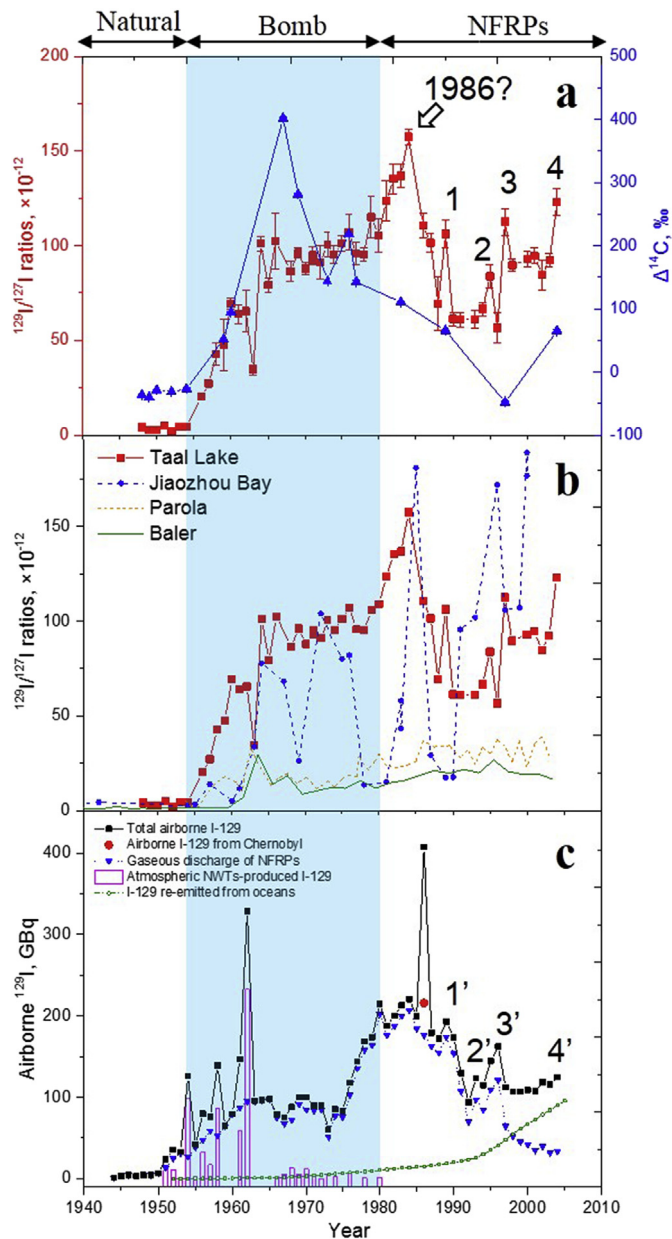 Natural Bomb NFRPs
200 500
a
1986?
400
150
1 2 3 4
300
100 200
100
50
0
0 -100
¹²⁹I/¹²⁷I ratios, ×10⁻¹²
Δ¹⁴C, ‰
Taal Lake
Jiaozhou Bay
Parola
Baler
b
150
100
50
0
¹²⁹I/¹²⁷I ratios, ×10⁻¹²
Total airborne I-129
Airborne I-129 from Chernobyl
Gaseous discharge of NFRPs
Atmospheric NWTs-produced I-129
I-129 re-emitted from oceans
c
400
300
200
100
0
1' 2' 3' 4'
Airborne ¹²⁹I, GBq
1940 1950 1960 1970 1980 1990 2000 2010
Year